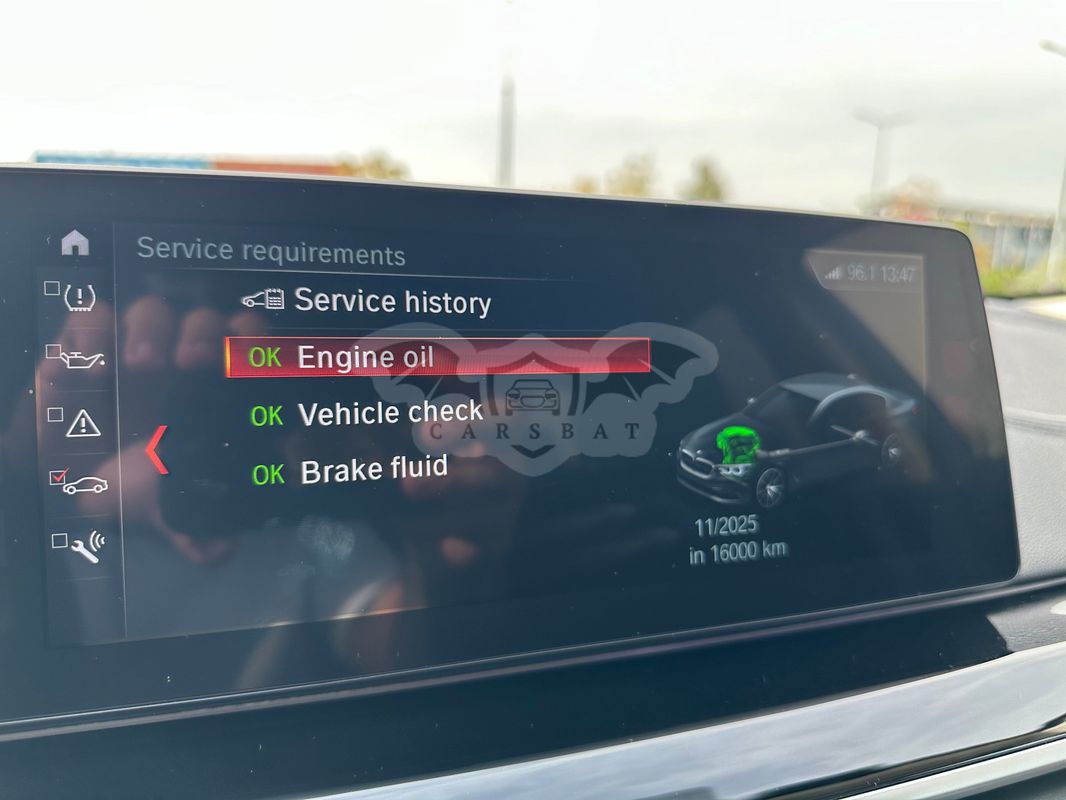 Service requirements
96.1 13:47
Service history
OK Engine oil
OK Vehicle check
CARSBAT
OK Brake fluid
11/2025
in 16000 km